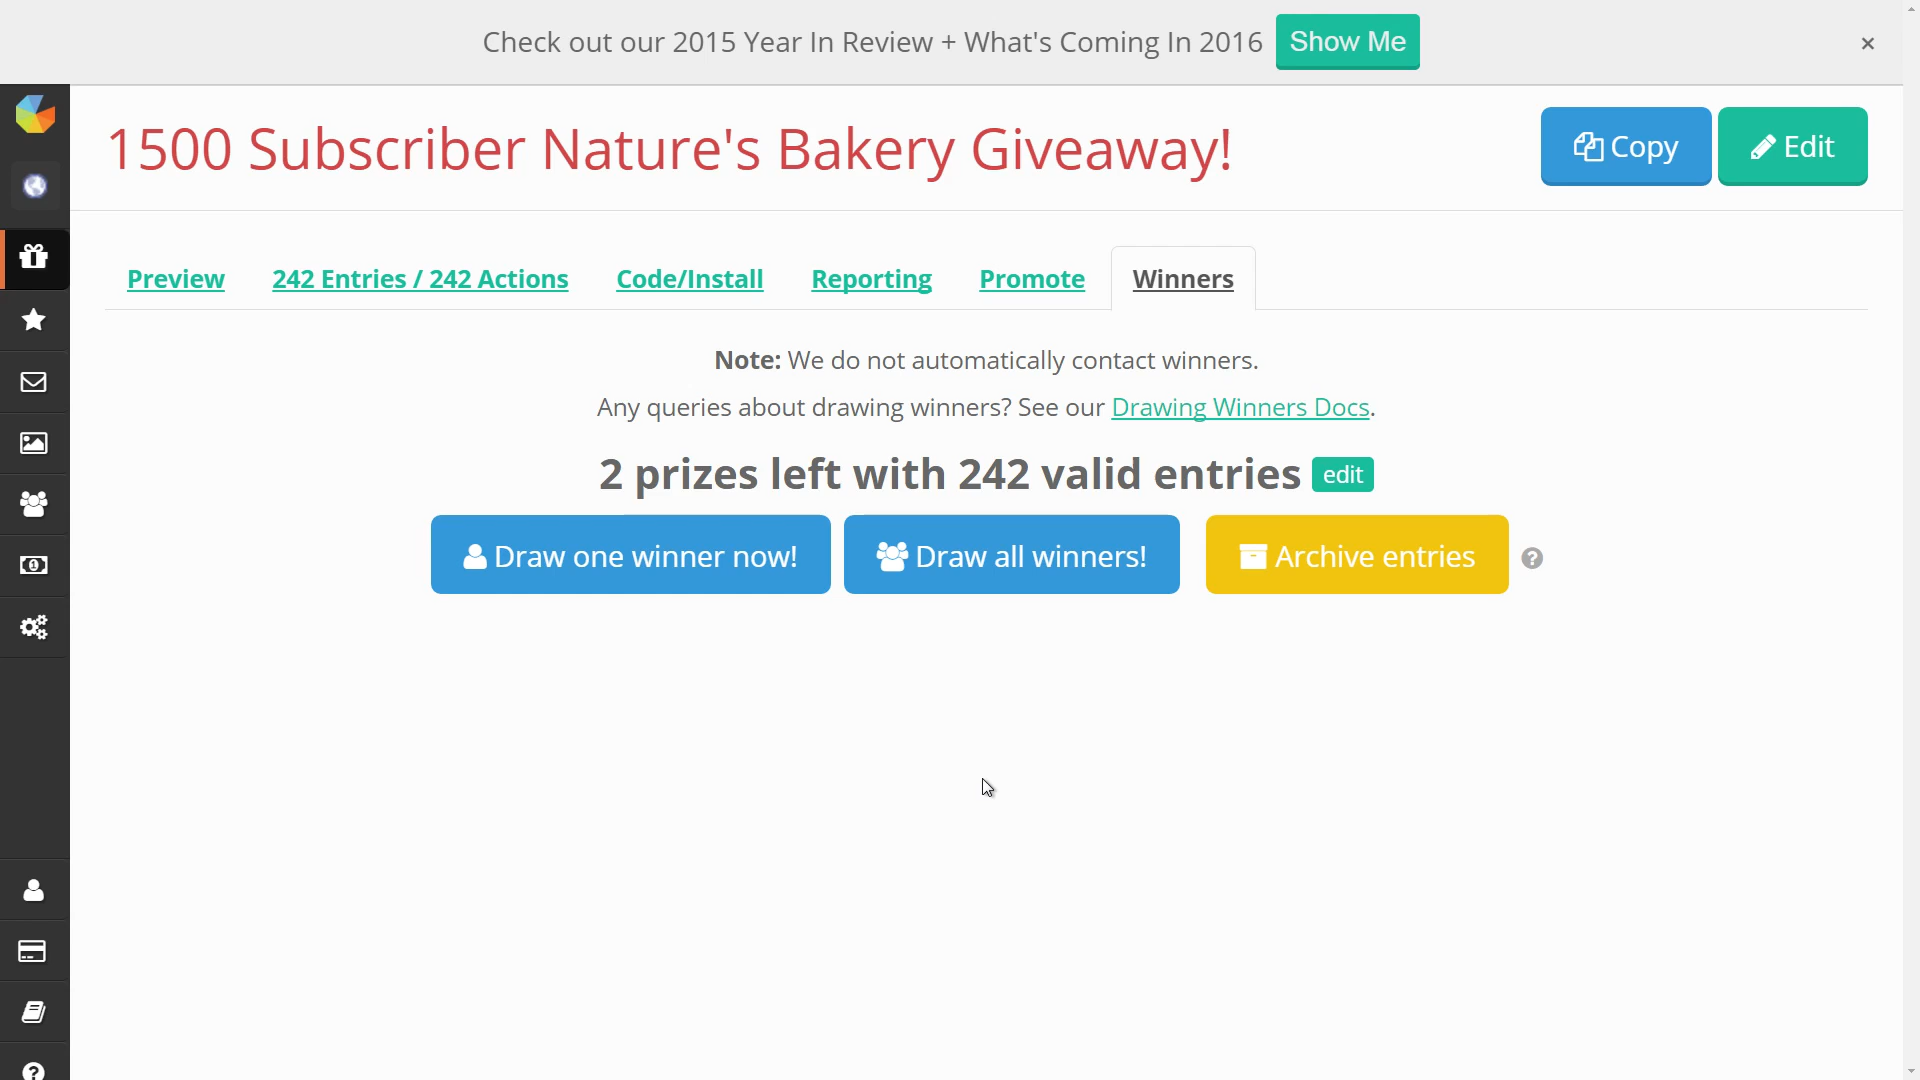 Check out our 2015 Year In Review + What's Coming In 2016 Show Me ×
1500 Subscriber Nature's Bakery Giveaway! Copy Edit
Preview 242 Entries / 242 Actions Code/Install Reporting Promote Winners
Note: We do not automatically contact winners.
Any queries about drawing winners? See our Drawing Winners Docs.
2 prizes left with 242 valid entries edit
Draw one winner now! Draw all winners! Archive entries ?